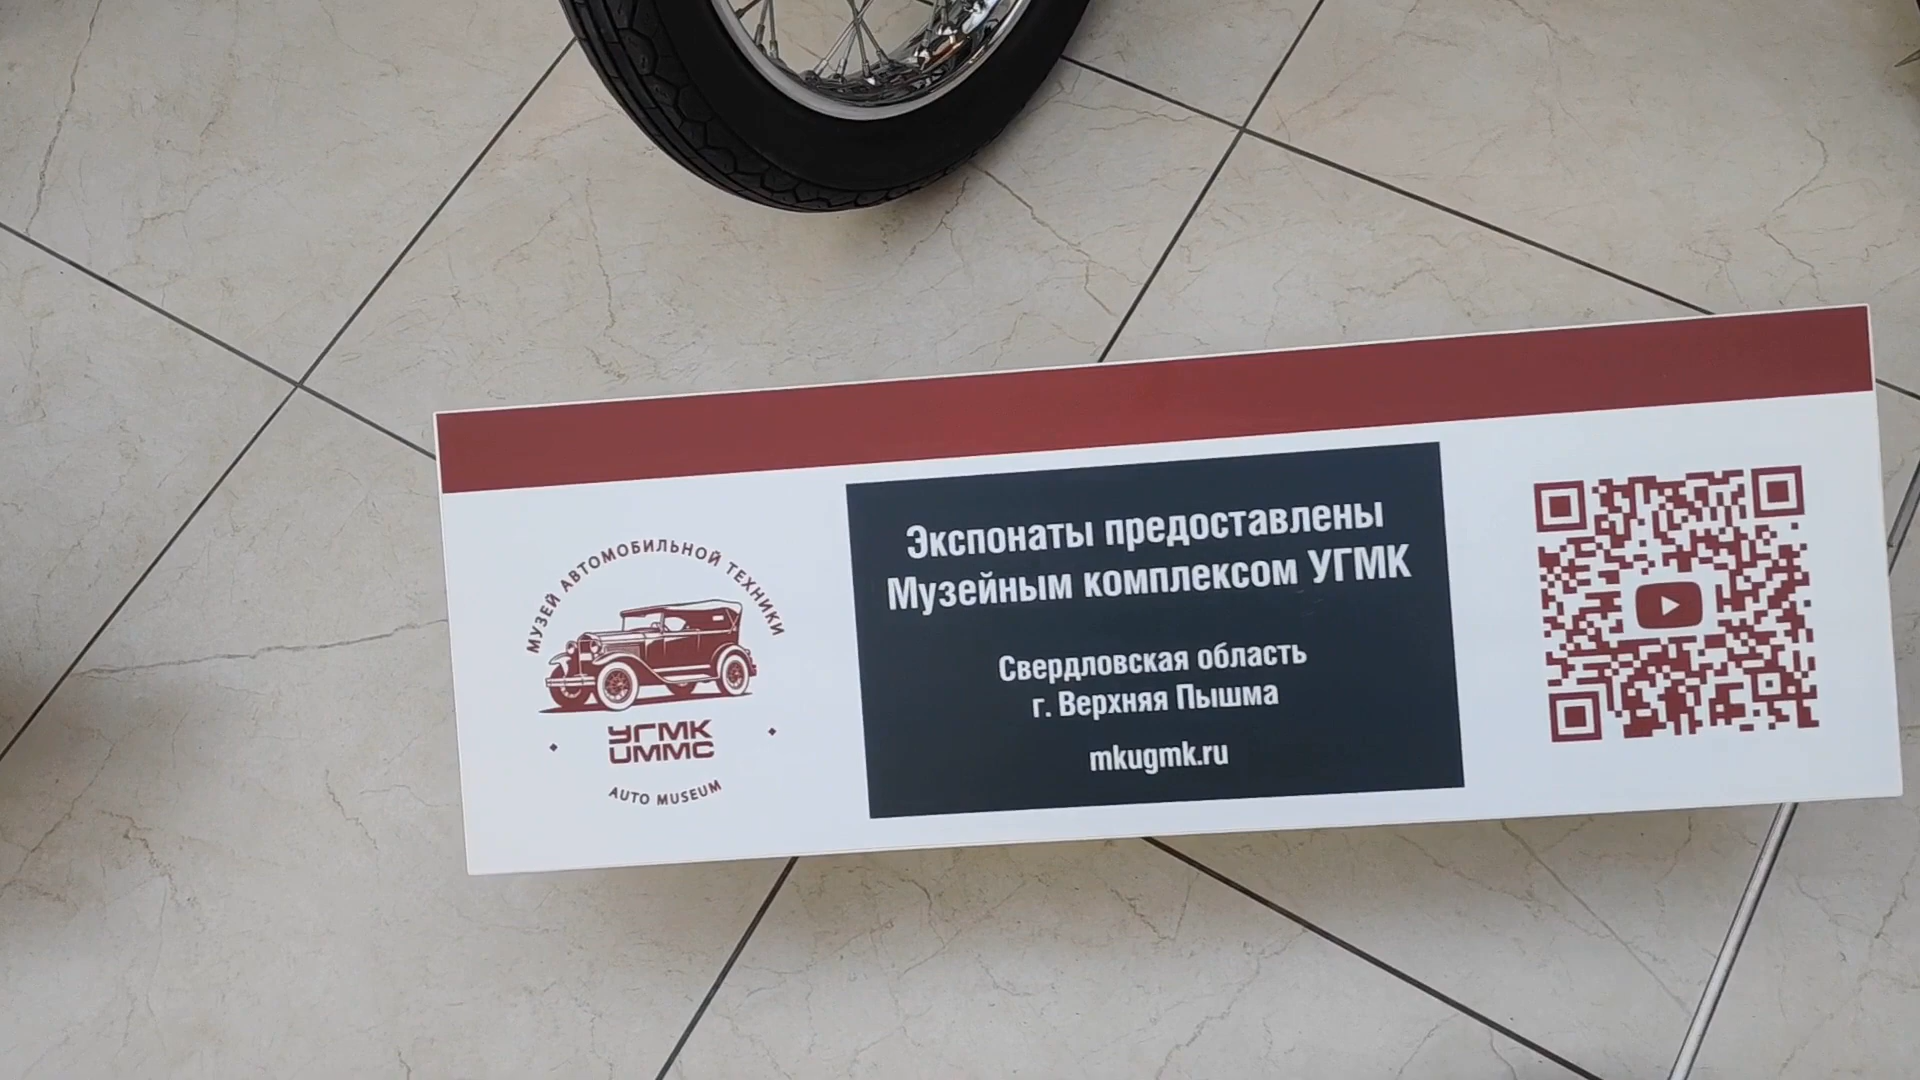 МУЗЕЙ АВТОМОБИЛЬНОЙ ТЕХНИКИ
УГМК
UMMC
AUTO MUSEUM
Экспонаты предоставлены
Музейным комплексом УГМК
Свердловская область
г. Верхняя Пышма
mkugmk.ru